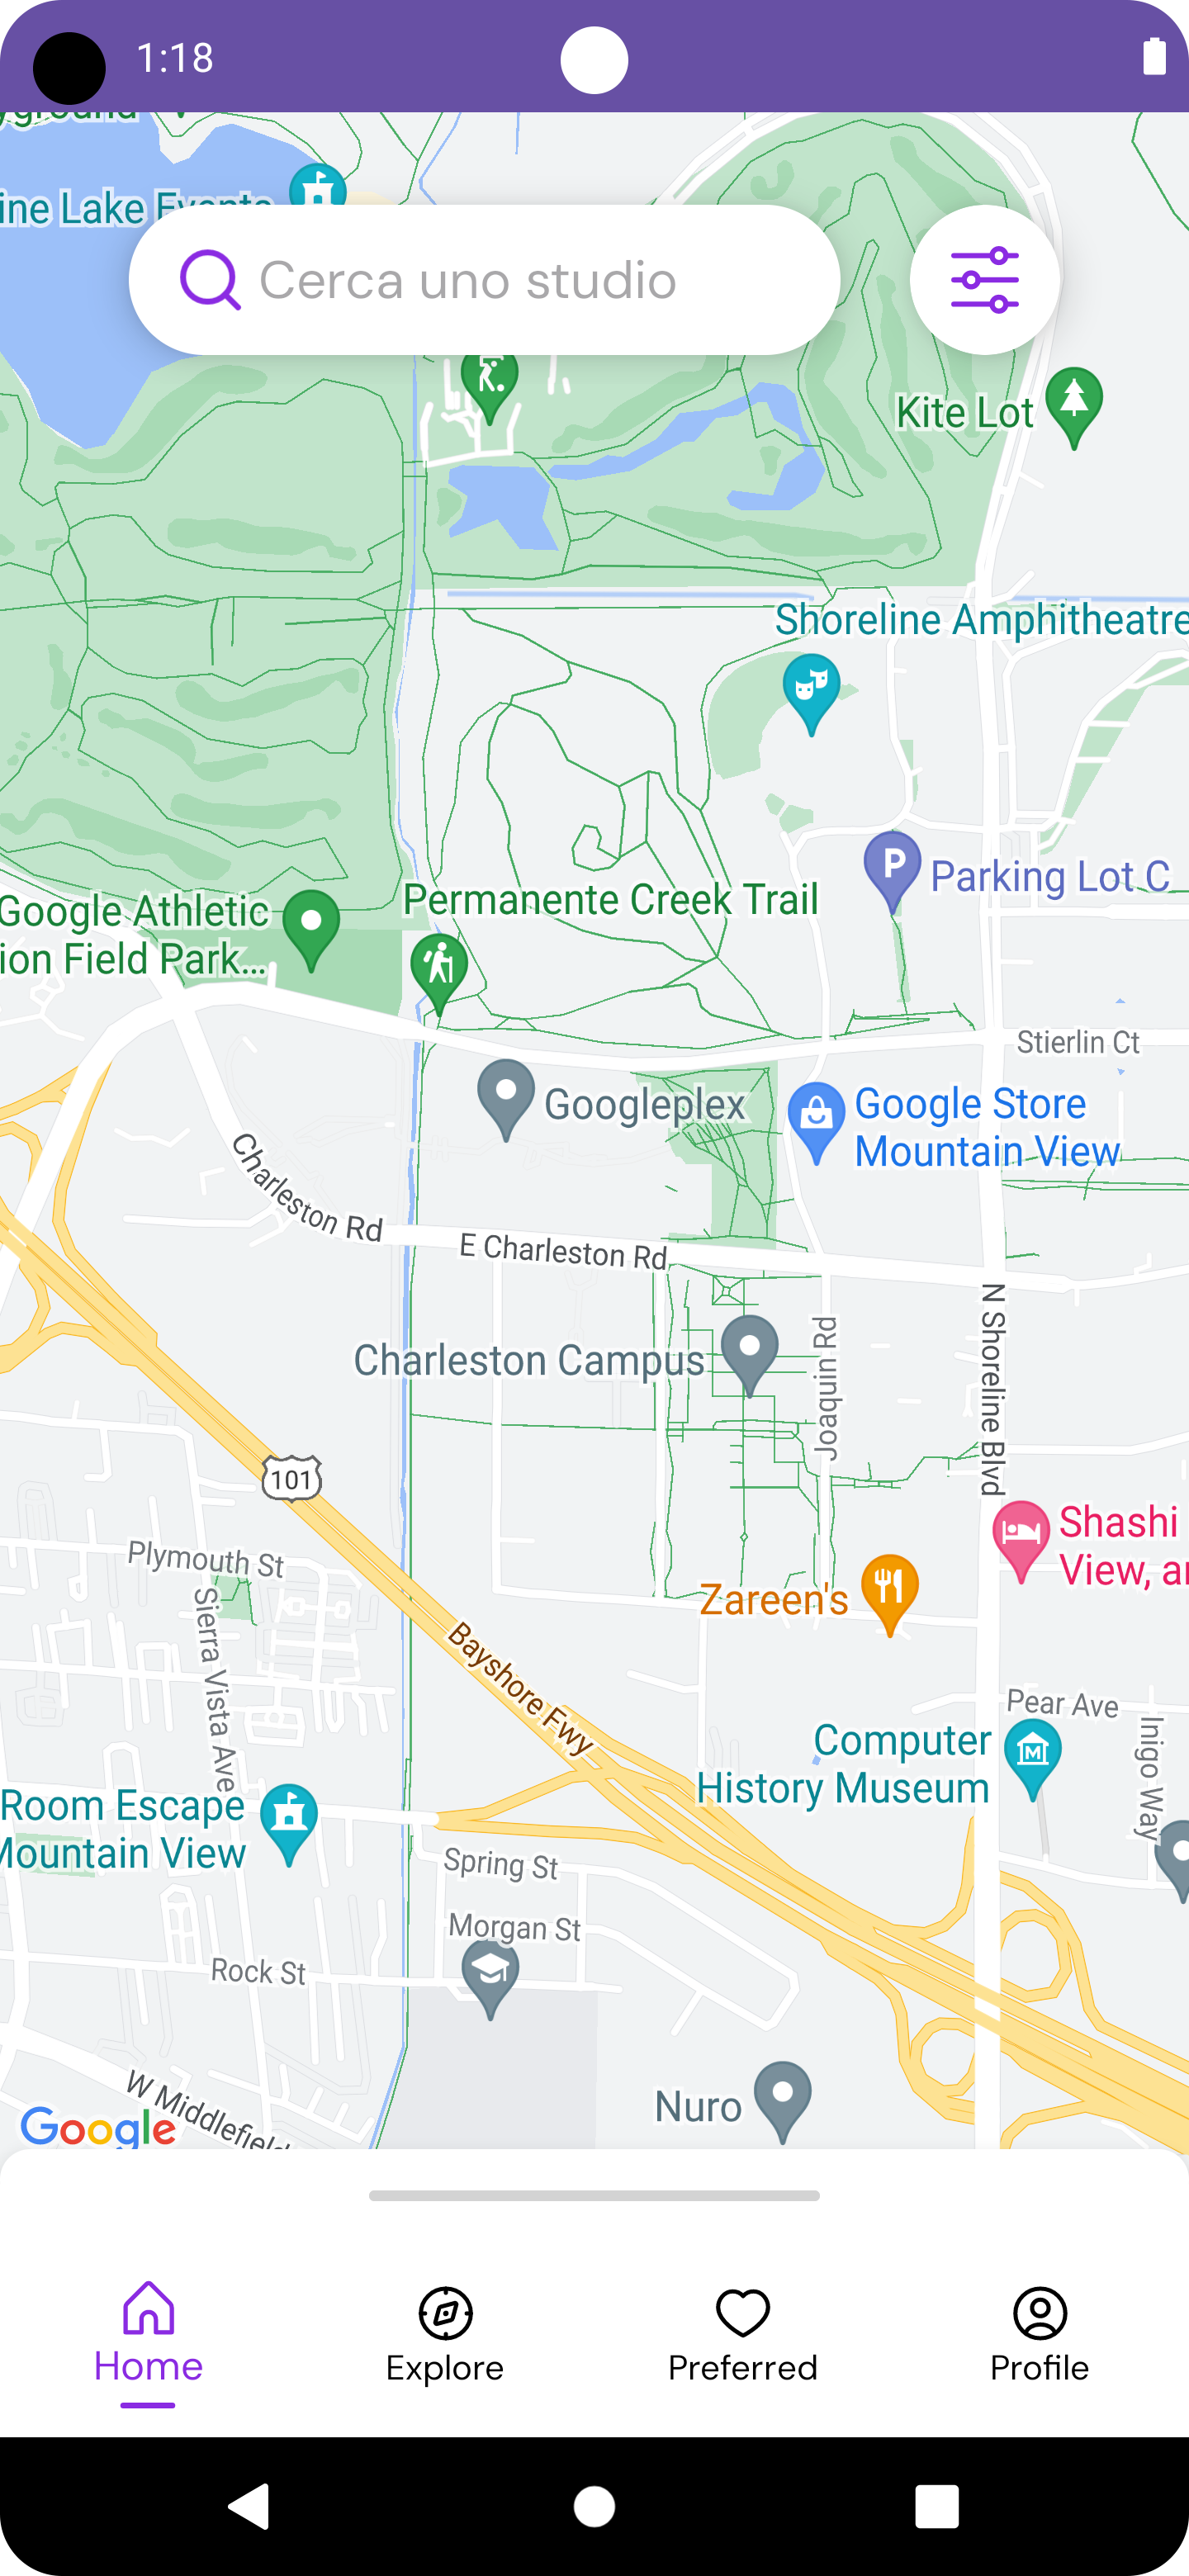 1:18
yground
ine Lake Events
Cerca uno studio
Kite Lot
Shoreline Amphitheatre
P
Parking Lot C
Google Athletic
ion Field Park...
Permanente Creek Trail
Stierlin Ct
Googleplex
Google Store
Mountain View
Charleston Rd
E Charleston Rd
N Shoreline Blvd
Charleston Campus
Joaquin Rd
101
Shashi
View, a
Plymouth St
Zareen's
Sierra Vista Ave
Bayshore Fwy
Pear Ave
Computer
History Museum
M
Inigo Way
Room Escape
Mountain View
Spring St
Morgan St
Rock St
W Middlefield
Nuro
Google
Home
Explore
Preferred
Profile